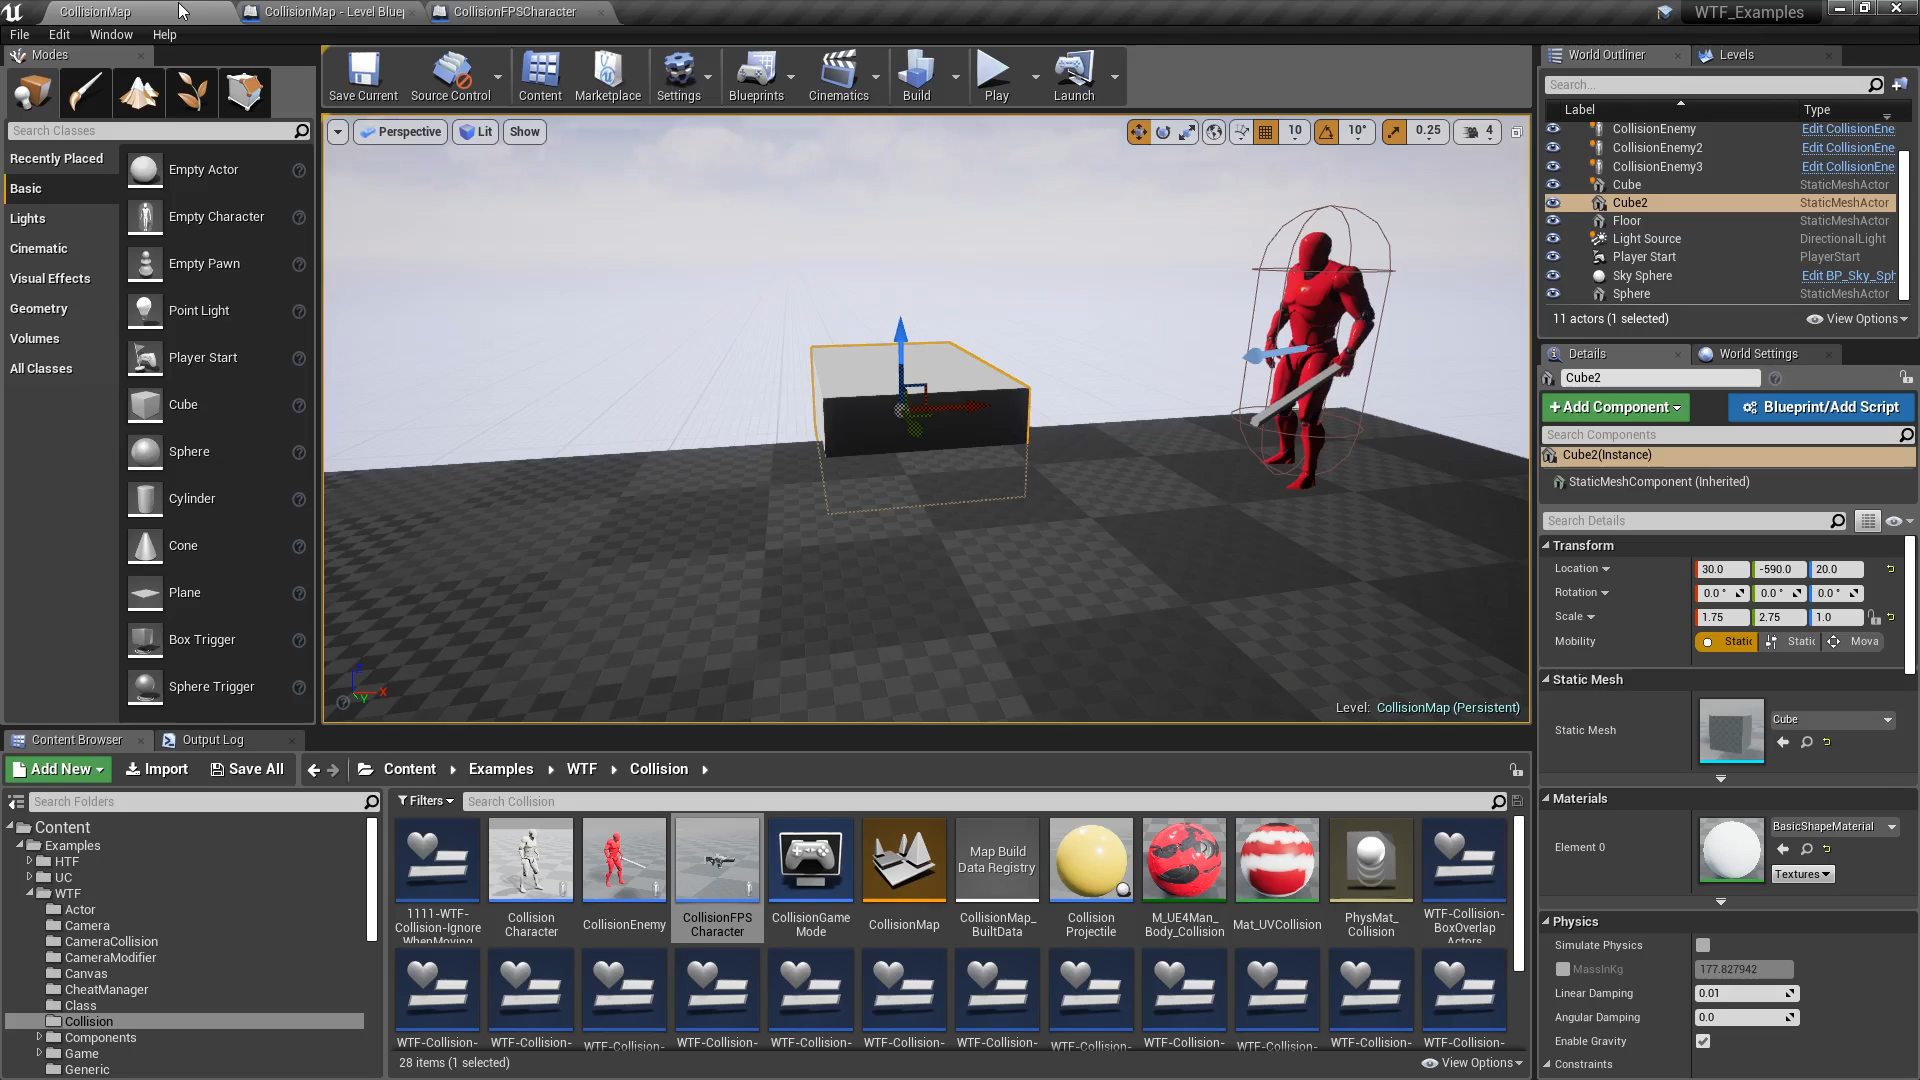 CollisionMap
CollisionMap - Level Bluep
CollisionFPSCharacter
WTF_Examples
File
Edit
Window
Help
Modes
Save Current
Source Control
Content
Marketplace
Settings
Blueprints
Cinematics
Build
Play
Launch
Search Classes
Recently Placed
Basic
Lights
Cinematic
Visual Effects
Geometry
Volumes
All Classes
Empty Actor
Empty Character
Empty Pawn
Point Light
Player Start
Cube
Sphere
Cylinder
Cone
Plane
Box Trigger
Sphere Trigger
Perspective
Lit
Show
10
10°
0.25
4
Level: CollisionMap (Persistent)
World Outliner
Levels
Search...
Label
Type
CollisionEnemy Edit CollisionEne
CollisionEnemy2 Edit CollisionEne
CollisionEnemy3 Edit CollisionEne
Cube StaticMeshActor
Cube2 StaticMeshActor
Floor StaticMeshActor
Light Source DirectionalLight
Player Start PlayerStart
Sky Sphere Edit BP_Sky_Sph
Sphere StaticMeshActor
11 actors (1 selected)
View Options
Details
World Settings
Cube2
+Add Component
Blueprint/Add Script
Search Components
Cube2(Instance)
StaticMeshComponent (Inherited)
Search Details
Transform
Location 30.0 -590.0 20.0
Rotation 0.0 ° 0.0 ° 0.0 °
Scale 1.75 2.75 1.0
Mobility Static Static Mova
Static Mesh
Static Mesh
Cube
Materials
Element 0
BasicShapeMaterial
Textures
Physics
Simulate Physics
MassInKg 177.827942
Linear Damping 0.01
Angular Damping 0.0
Enable Gravity
Constraints
Content Browser
Output Log
Add New
Import
Save All
Content
Examples
WTF
Collision
Search Folders
Filters
Search Collision
Content
Examples
HTF
UC
WTF
Actor
Camera
CameraCollision
CameraModifier
Canvas
CheatManager
Class
Collision
Components
Game
Generic
1111-WTF-
Collision-Ignore
WhenMoving
Collision
Character
CollisionEnemy
CollisionFPS
Character
CollisionGame
Mode
CollisionMap
Map Build
Data Registry
CollisionMap_
BuiltData
Collision
Projectile
M_UE4Man_
Body_Collision
Mat_UVCollision
PhysMat_
Collision
WTF-Collision-
BoxOverlap
Actors
WTF-Collision-
WTF-Collision-
WTF-Collision-
WTF-Collision-
WTF-Collision-
WTF-Collision-
WTF-Collision-
WTF-Collision-
WTF-Collision-
WTF-Collision-
WTF-Collision-
WTF-Collision-
28 items (1 selected)
View Options